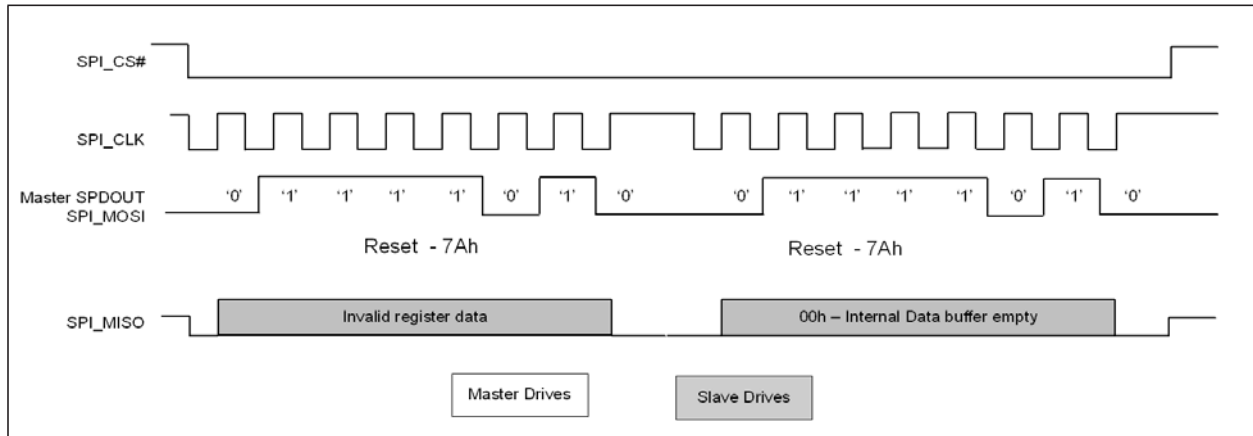 SPI_CS#
SPI_CLK
Master SPDOUT
SPI_MOSI
‘0’ ‘1’ ‘1’ ‘1’ ‘1’ ‘0’ ‘1’ ‘0’ ‘0’ ‘1’ ‘1’ ‘1’ ‘1’ ‘0’ ‘1’ ‘0’
Reset - 7Ah Reset - 7Ah
SPI_MISO Invalid register data 00h – Internal Data buffer empty
Master Drives Slave Drives